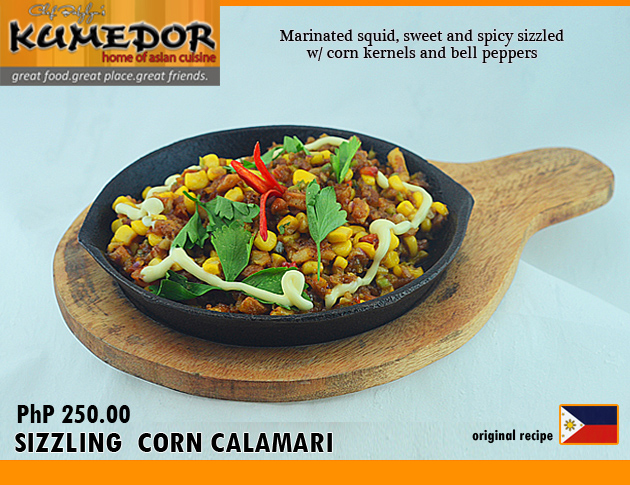 KUMEDOR
home of asian cuisine
great food.great place.great friends.
Marinated squid, sweet and spicy sizzled
w/ corn kernels and bell peppers
PhP 250.00
SIZZLING CORN CALAMARI
original recipe